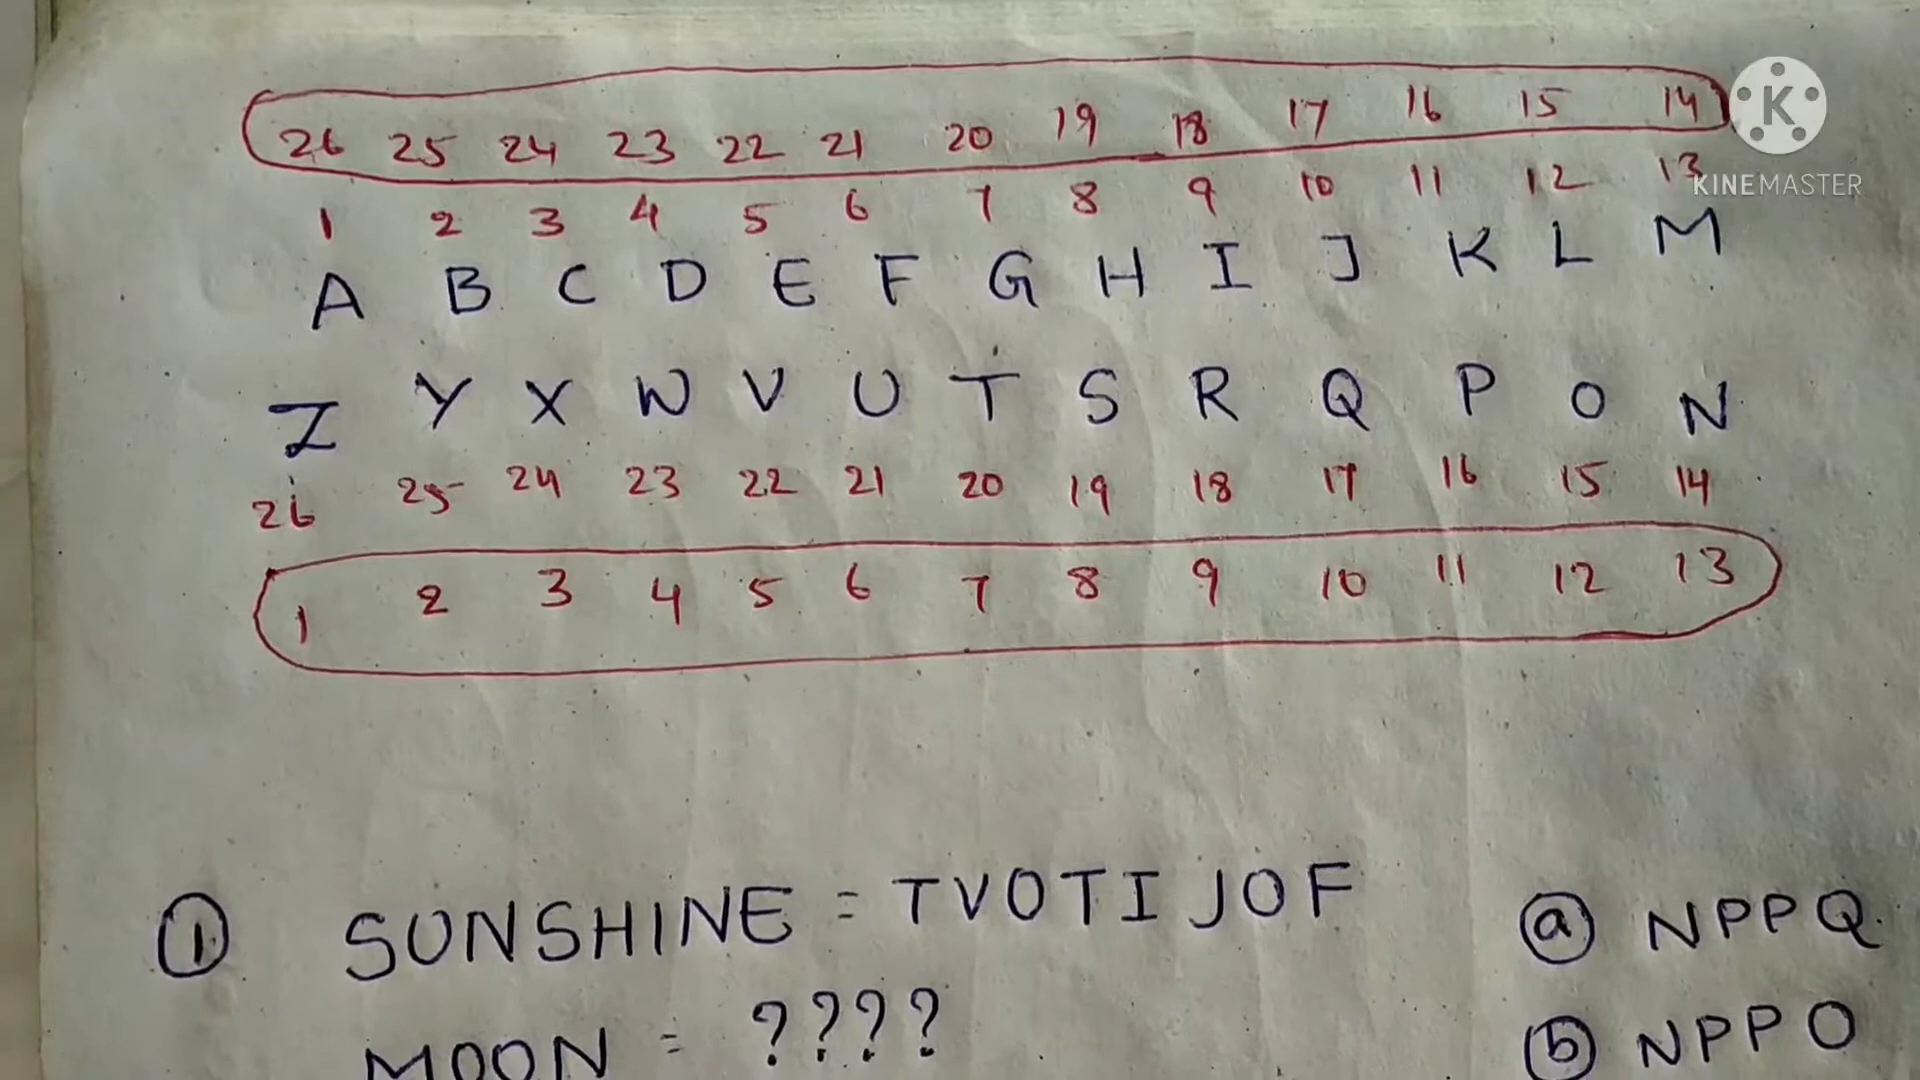 26 25 24 23 22 21 20 19 18 17 16 15 14
1 2 3 4 5 6 7 8 9 10 11 12 13
A B C D E F G H I J K L M
Z Y X W V U T S R Q P O N
26 25 24 23 22 21 20 19 18 17 16 15 14
1 2 3 4 5 6 7 8 9 10 11 12 13
① SUNSHINE = TVOTIJOF ⓐ NPPQ
MOON = ???? ⓑ NPPO
K
KINEMASTER